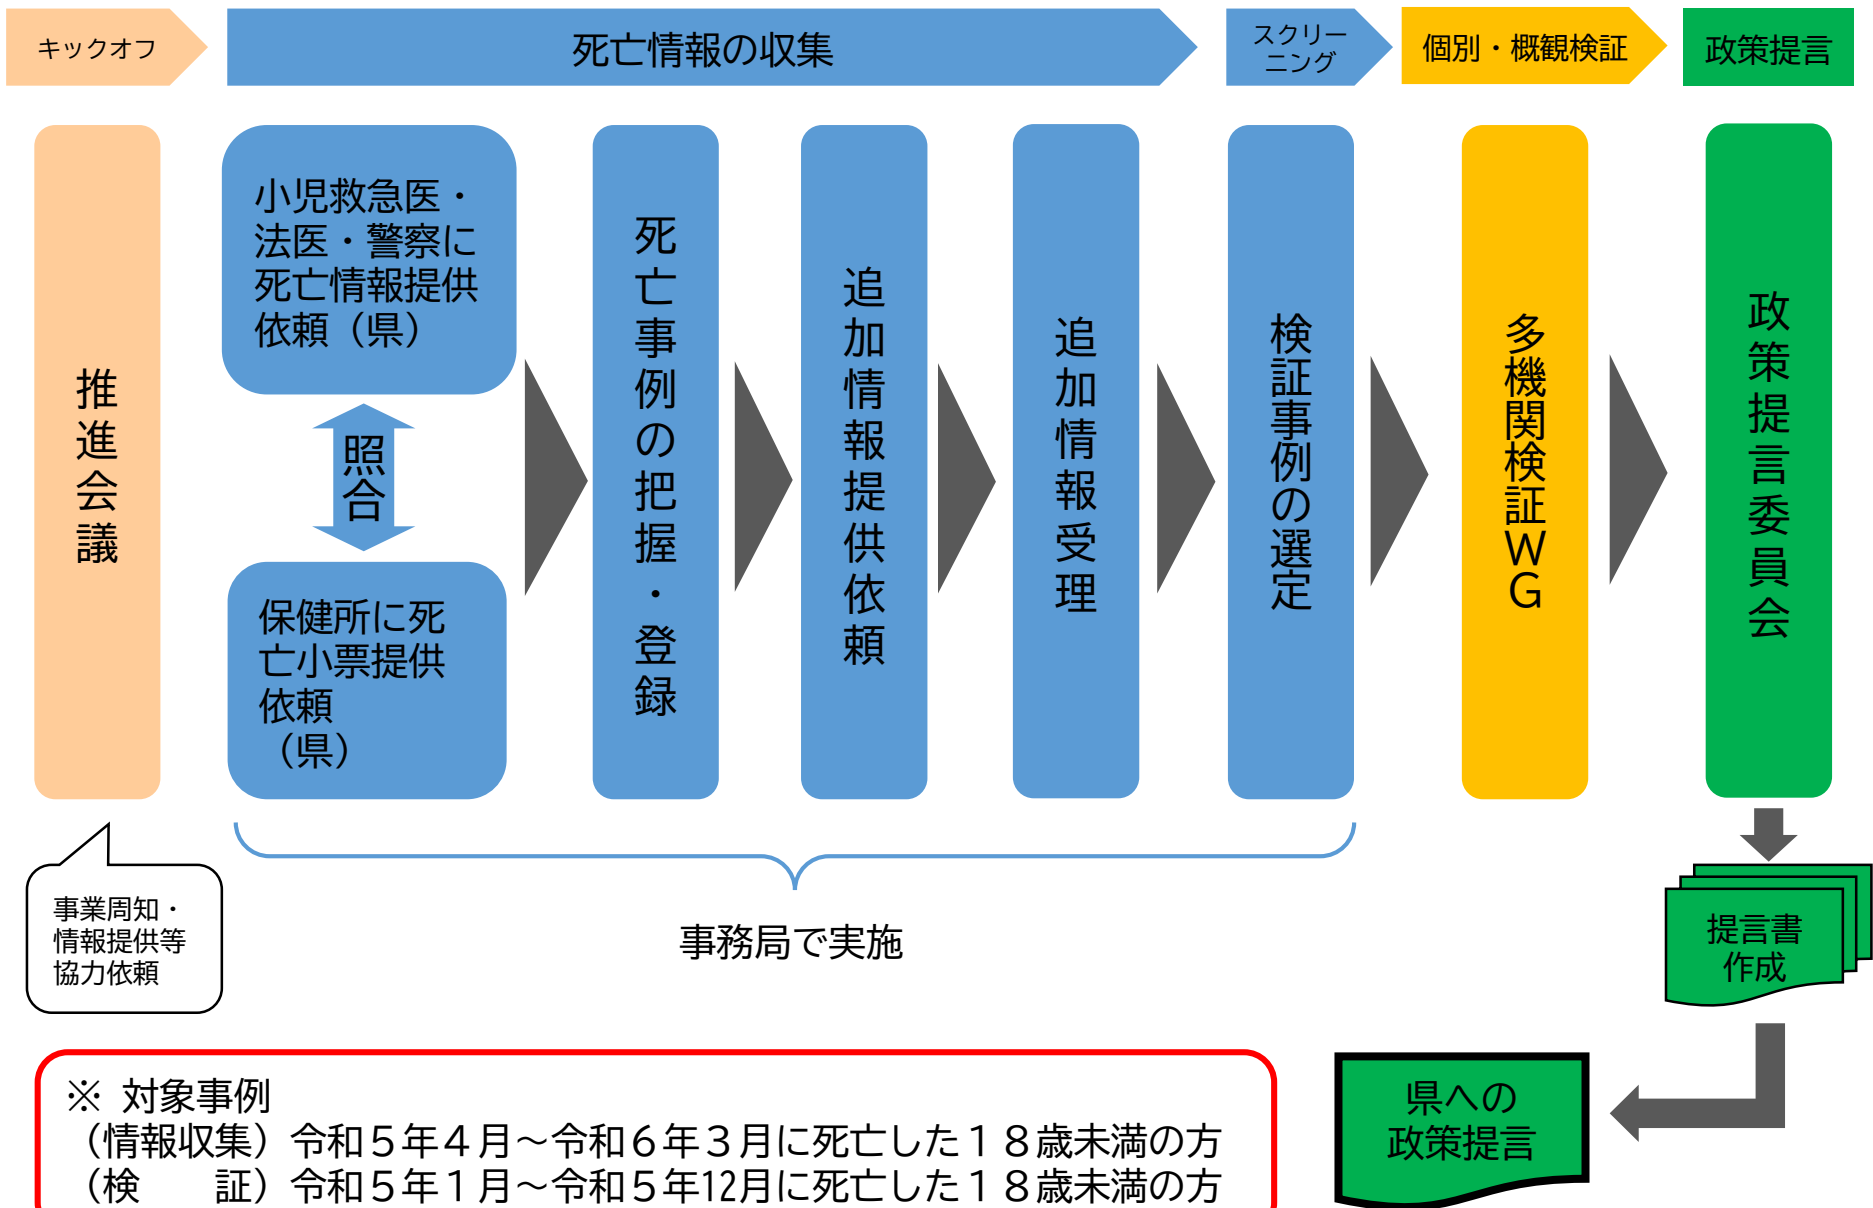 キックオフ
死亡情報の収集
スクリー
ニング
個別・概観検証
政策提言
推進会議
小児救急医・
法医・警察に
死亡情報提供
依頼（県）
照合
保健所に死
亡小票提供
依頼
（県）
死亡事例の把握・登録
追加情報提供依頼
追加情報受理
検証事例の選定
多機関検証ＷＧ
政策提言委員会
事業周知・
情報提供等
協力依頼
事務局で実施
提言書
作成
県への
政策提言
※ 対象事例
（情報収集）令和５年４月～令和６年３月に死亡した１８歳未満の方
（検　　証）令和５年１月～令和５年12月に死亡した１８歳未満の方